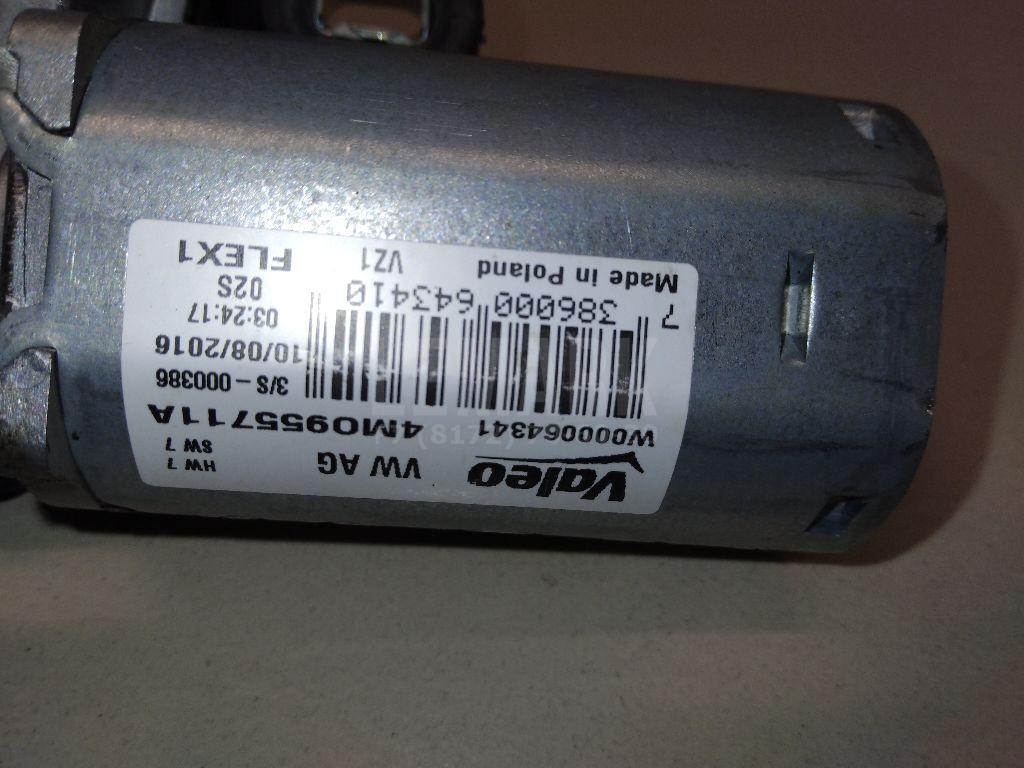 Valeo VW AG HW 7
SW 7
W000064341 4M0955711A
3/S-000386
10/08/2016
03:24:17
7 386000 643410 02S
Made in Poland VZ1 FLEX1